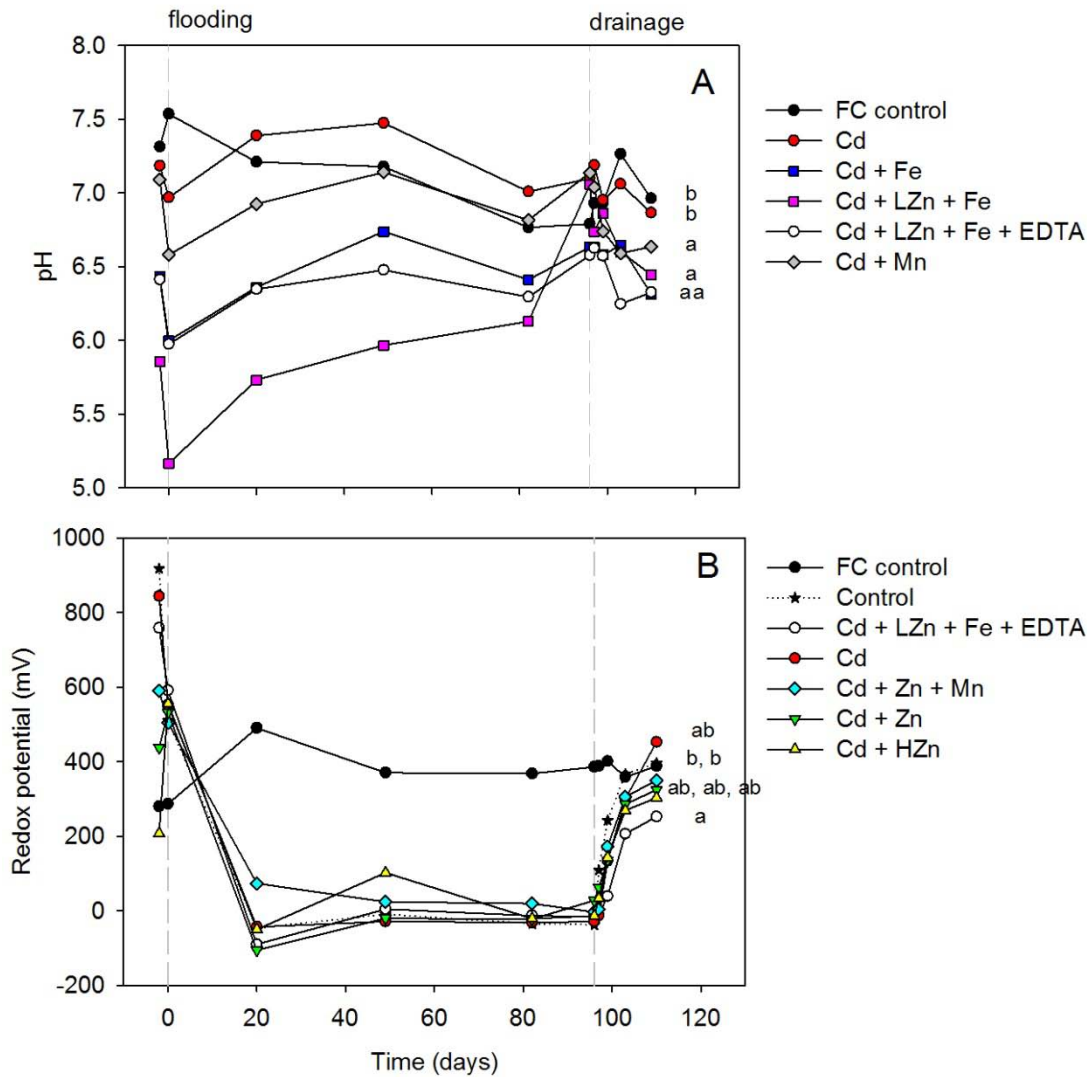 flooding drainage
8.0
A
7.5
7.0
6.5
6.0
5.5
5.0
pH
b
b
a
a
aa
FC control
Cd
Cd + Fe
Cd + LZn + Fe
Cd + LZn + Fe + EDTA
Cd + Mn
1000
B
800
600
400
200
0
-200
Redox potential (mV)
ab
b, b
ab, ab, ab
a
FC control
Control
Cd + LZn + Fe + EDTA
Cd
Cd + Zn + Mn
Cd + Zn
Cd + HZn
0 20 40 60 80 100 120
Time (days)